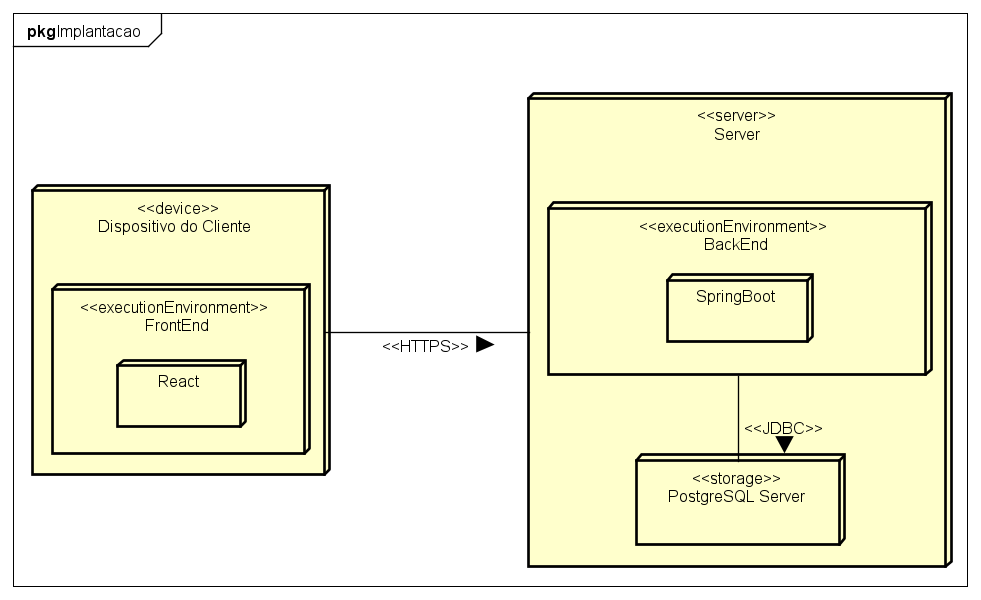 pkgImplantacao
<<server>>
Server
<<device>>
Dispositivo do Cliente
<<executionEnvironment>>
FrontEnd
React
<<HTTPS>>
<<executionEnvironment>>
BackEnd
SpringBoot
<<JDBC>>
<<storage>>
PostgreSQL Server